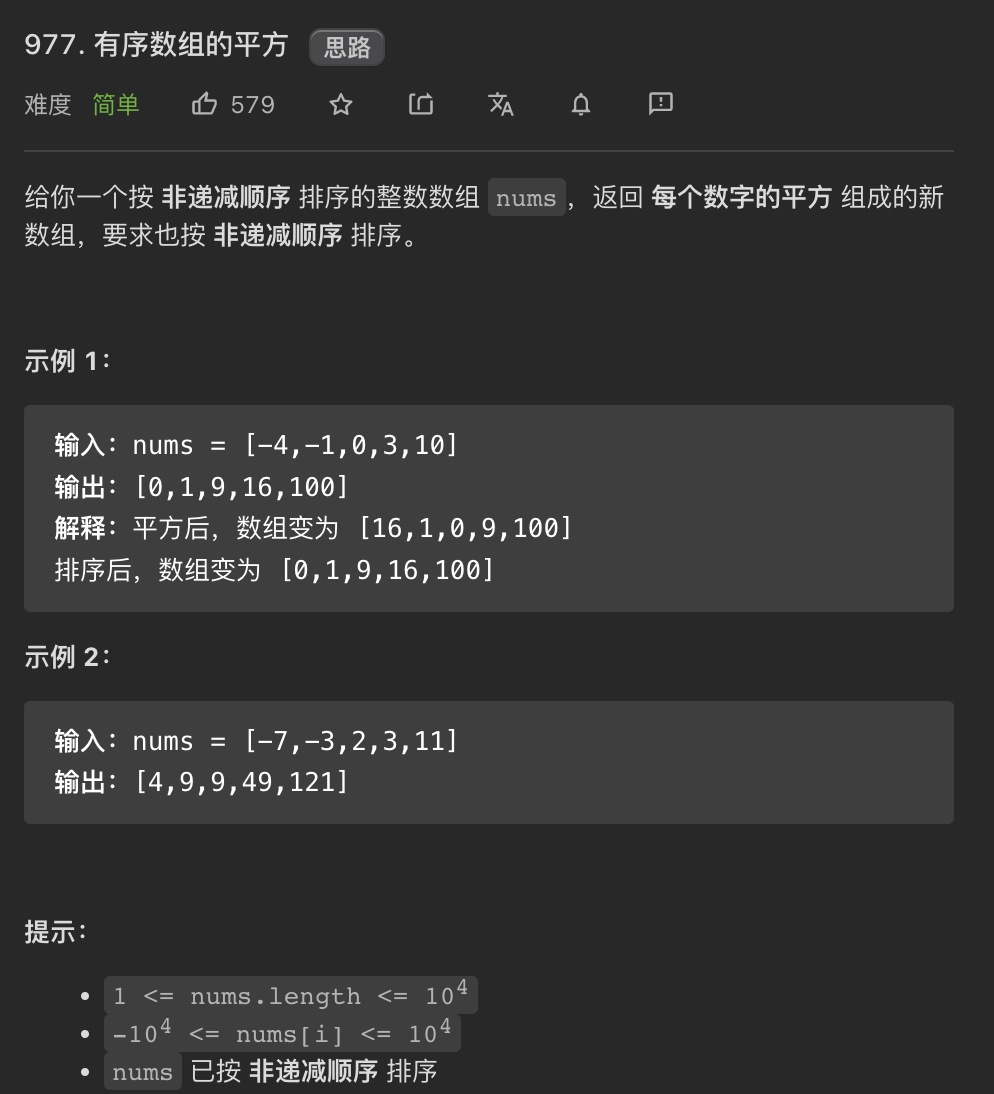 977. 有序数组的平方 思路
难度 简单 579
给你一个按 非递减顺序 排序的整数数组 nums，返回 每个数字的平方 组成的新
数组，要求也按 非递减顺序 排序。
示例 1：
输入：nums = [-4,-1,0,3,10]
输出：[0,1,9,16,100]
解释：平方后，数组变为 [16,1,0,9,100]
排序后，数组变为 [0,1,9,16,100]
示例 2：
输入：nums = [-7,-3,2,3,11]
输出：[4,9,9,49,121]
提示：
• 1 <= nums.length <= 10⁴
• -10⁴ <= nums[i] <= 10⁴
• nums 已按 非递减顺序 排序